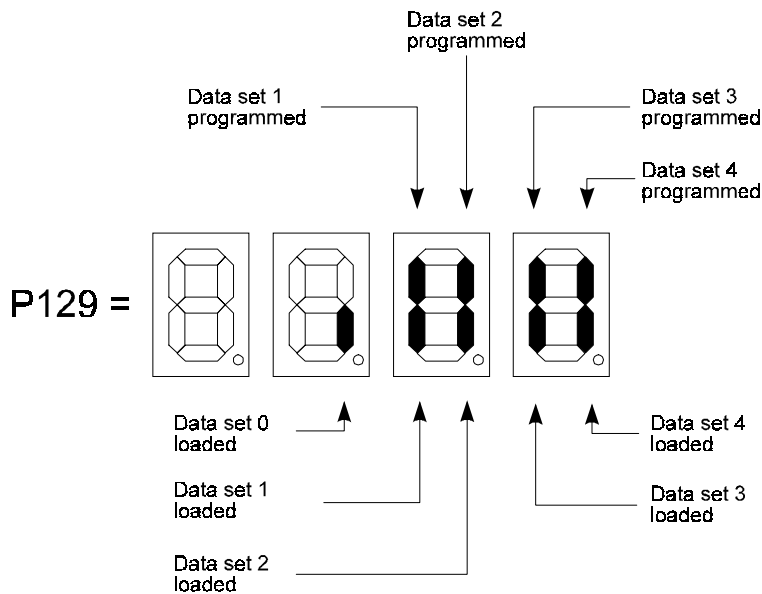 Data set 2
programmed
Data set 1
programmed
Data set 3
programmed
Data set 4
programmed
P129 =
Data set 0
loaded
Data set 4
loaded
Data set 1
loaded
Data set 3
loaded
Data set 2
loaded